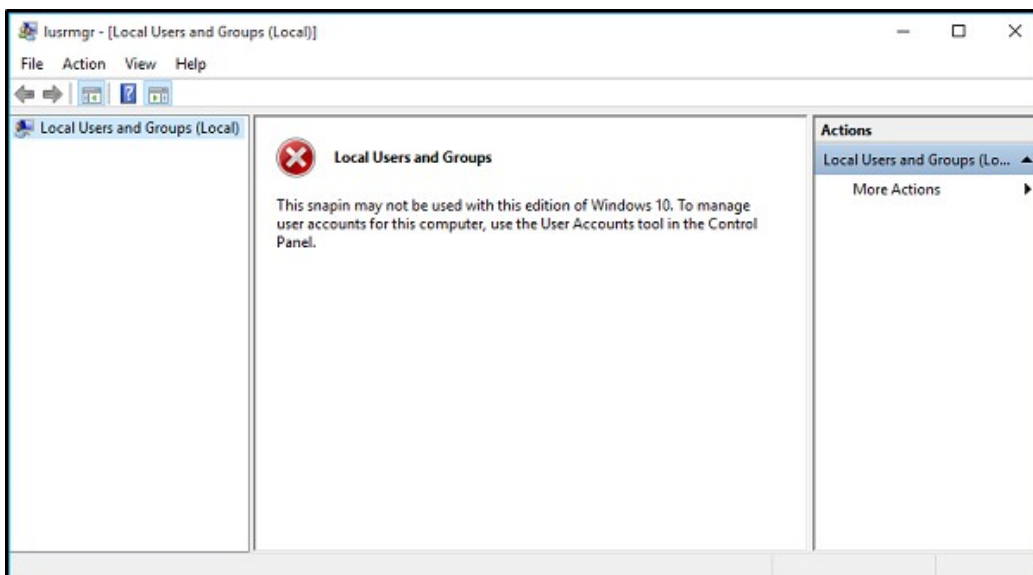 lusrmgr - [Local Users and Groups (Local)]
File Action View Help
Local Users and Groups (Local)
Local Users and Groups
This snapin may not be used with this edition of Windows 10. To manage
user accounts for this computer, use the User Accounts tool in the Control
Panel.
Actions
Local Users and Groups (Lo...
More Actions